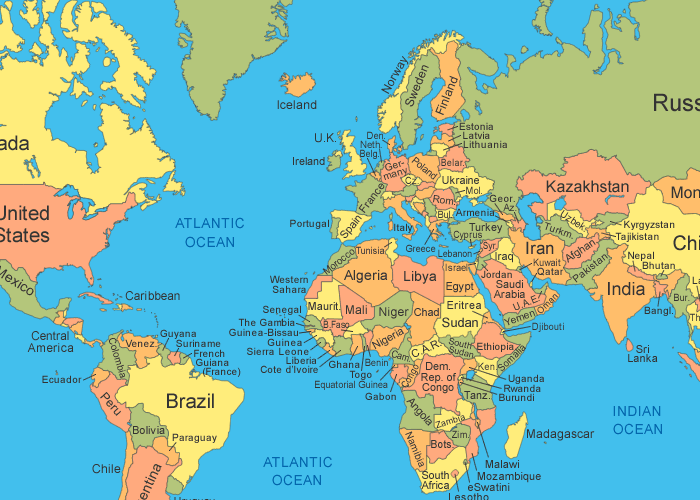 Norway
Sweden
Finland
Iceland
Russ
ada
U.K.
Den.
Neth.
Belg.
Estonia
Latvia
Lithuania
Ireland
Ger-
many
Poland
Belar.
Cz.
Ukraine
Mol.
France
Rom.
Bul.
Kazakhstan
Mon
United
States
ATLANTIC
OCEAN
Portugal
Spain
Italy
Greece
Geor.
Az.
Armenia
Turkey
Cyprus
Lebanon
Syr.
Uzbek.
Turkm.
Kyrgyzstan
Tajikistan
Chi
Morocco
Tunisia
Israel
Iraq
Iran
Afghan.
Pakistan
Nepal
Bhutan
Mexico
Western
Sahara
Algeria
Libya
Egypt
Jordan
Kuwait
Qatar
Saudi
Arabia
U.A.E.
Oman
Yemen
India
Bangl.
Bur.
La
Th
Caribbean
Senegal
The Gambia
Guinea-Bissau
Guinea
Sierra Leone
Liberia
Cote d'Ivoire
Maurit.
Mali
B.Faso
Niger
Chad
Eritrea
Sudan
Djibouti
Sri
Lanka
Central
America
Venez.
Guyana
Suriname
French
Guiana
(France)
Colombia
Ghana
Togo
Benin
Nigeria
Cam.
C.A.R.
South
Sudan
Ethiopia
Somalia
Equatorial Guinea
Gabon
Congo
Dem.
Rep. of
Congo
Ken.
Uganda
Rwanda
Burundi
Tanz.
Ecuador
Peru
Brazil
Bolivia
Paraguay
Chile
entina
Uruguay
ATLANTIC
OCEAN
INDIAN
OCEAN
Angola
Zambia
Namibia
Zim.
Bots.
South
Africa
Madagascar
Malawi
Mozambique
eSwatini
Lesotho